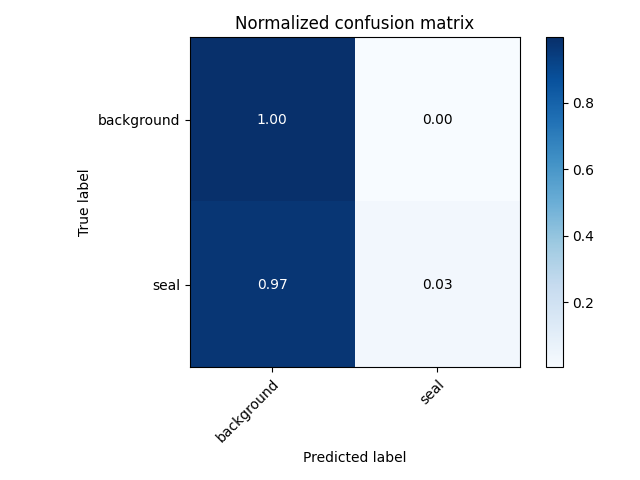 Normalized confusion matrix
True label
background
1.00
0.00
seal
0.97
0.03
background
seal
Predicted label
0.8
0.6
0.4
0.2